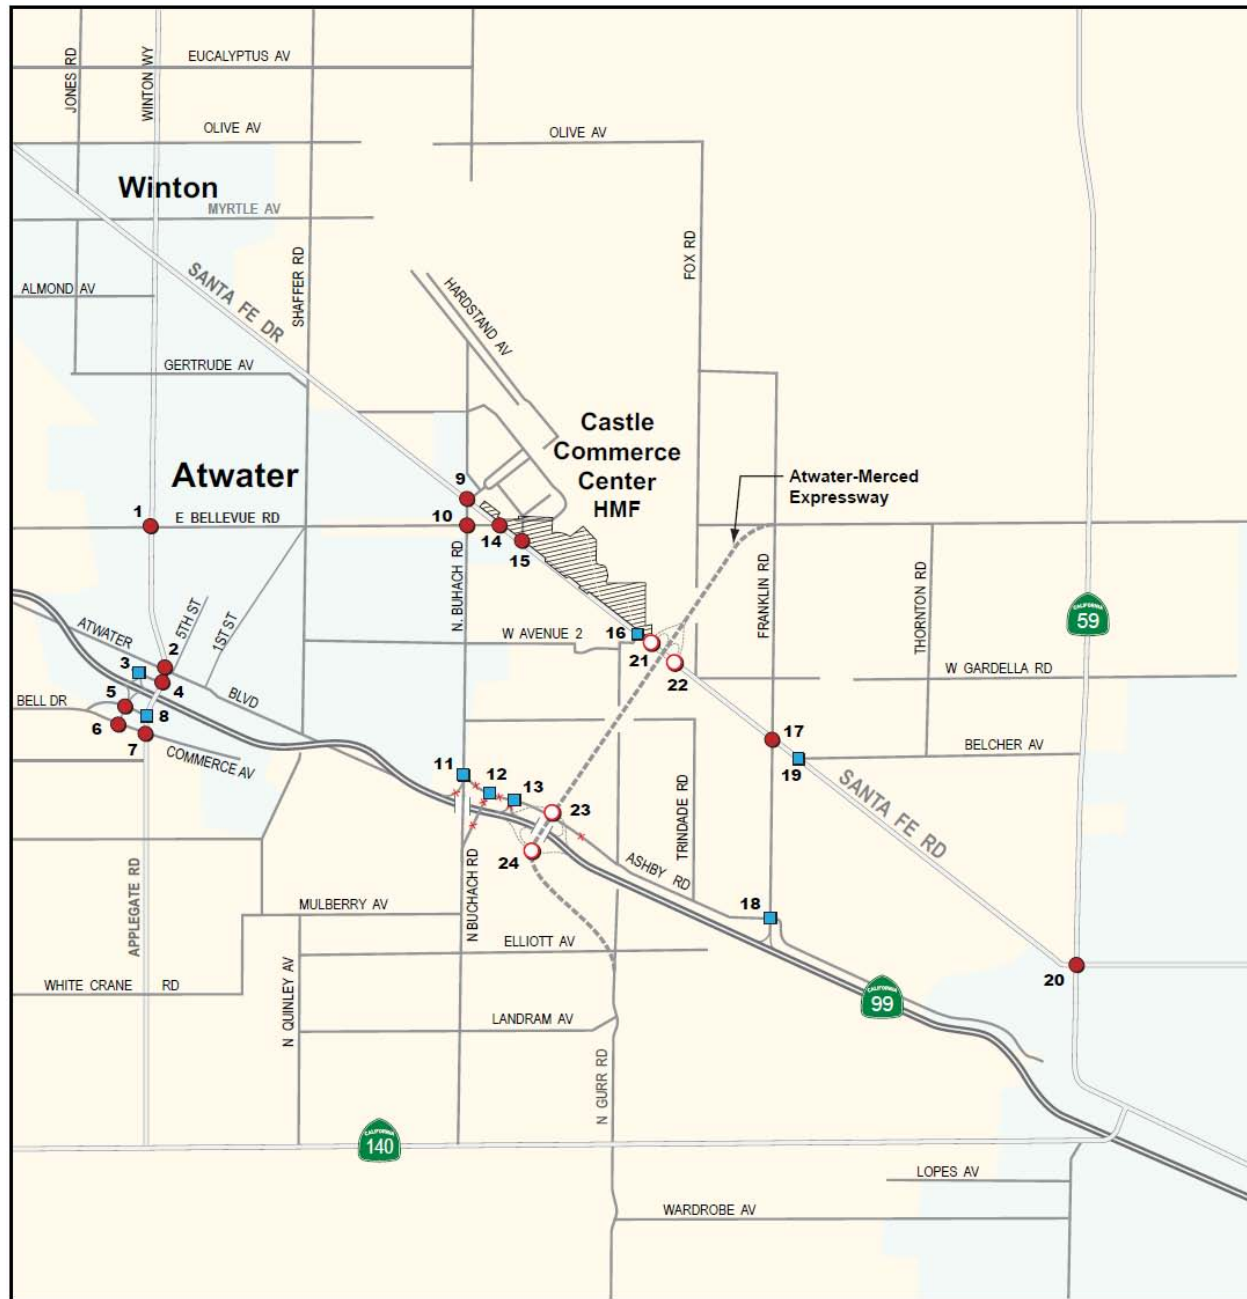 JONES RD
WINTON WY
EUCALYPTUS AV
OLIVE AV
OLIVE AV
Winton
MYRTLE AV
SHAFFER RD
FOX RD
SANTA FE DR
ALMOND AV
HARDSTAND AV
GERTRUDE AV
Castle
Commerce
Center
HMF
Atwater
Atwater-Merced
Expressway
9
1
E BELLEVUE RD
10
14
15
N. BUHACH RD
FRANKLIN RD
THORNTON RD
CALIFORNIA
59
5TH ST
1ST ST
ATWATER
BLVD
W AVENUE 2
16
21
22
2
3
4
W GARDELLA RD
BELL DR
5
8
6
7
COMMERCE AV
17
19
BELCHER AV
11
12
13
23
SANTA FE RD
TRINDADE RD
24
ASHBY RD
APPLEGATE RD
N BUCHACH RD
MULBERRY AV
18
ELLIOTT AV
20
WHITE CRANE RD
N QUINLEY AV
CALIFORNIA
99
LANDRAM AV
N GURR RD
CALIFORNIA
140
LOPES AV
WARDROBE AV